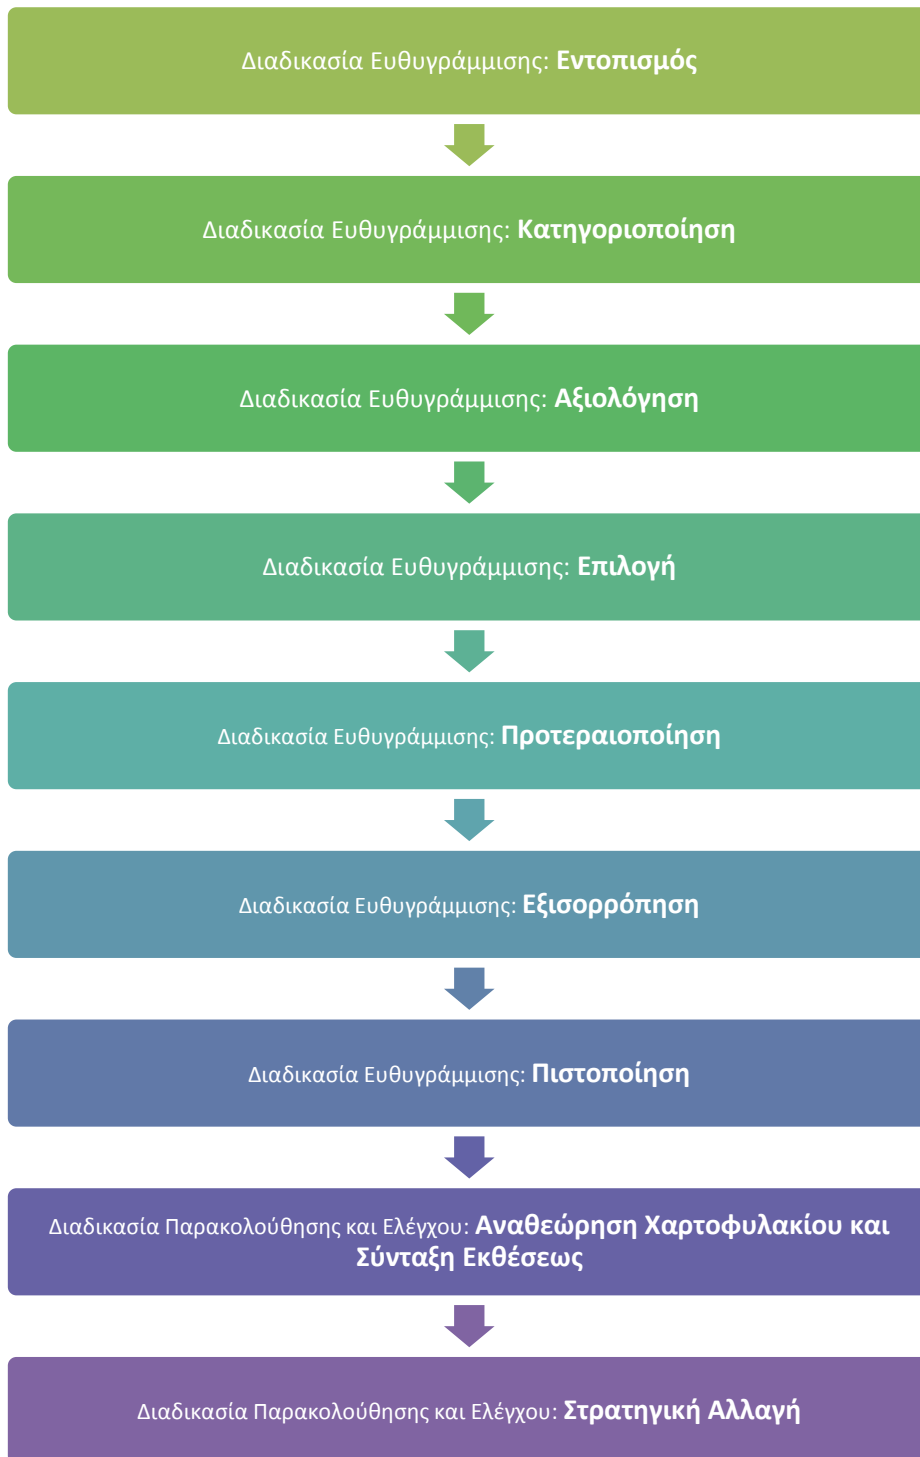 Διαδικασία Ευθυγράμμισης: Εντοπισμός
Διαδικασία Ευθυγράμμισης: Κατηγοριοποίηση
Διαδικασία Ευθυγράμμισης: Αξιολόγηση
Διαδικασία Ευθυγράμμισης: Επιλογή
Διαδικασία Ευθυγράμμισης: Προτεραιοποίηση
Διαδικασία Ευθυγράμμισης: Εξισορρόπηση
Διαδικασία Ευθυγράμμισης: Πιστοποίηση
Διαδικασία Παρακολούθησης και Ελέγχου: Αναθεώρηση Χαρτοφυλακίου και
Σύνταξη Εκθέσεως
Διαδικασία Παρακολούθησης και Ελέγχου: Στρατηγική Αλλαγή